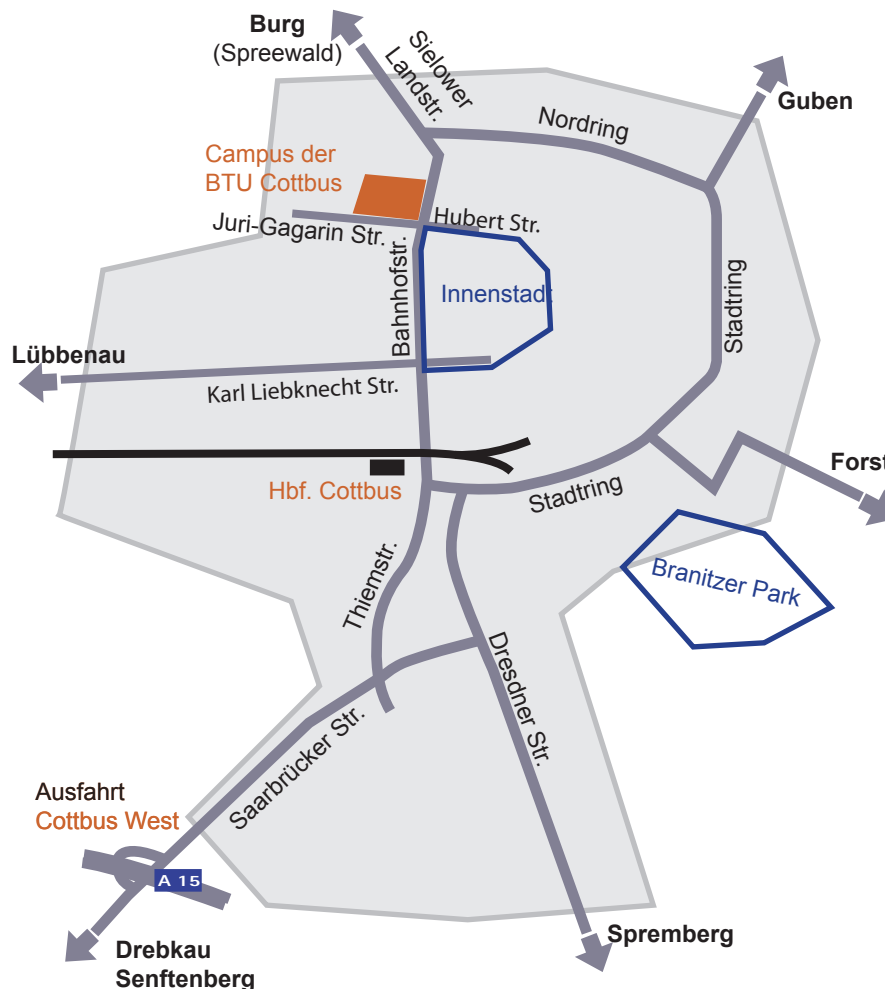 Burg
(Spreewald)
Sielower
Landstr.
Guben
Nordring
Campus der
BTU Cottbus
Hubert Str.
Juri-Gagarin Str.
Bahnhofstr.
Innenstadt
Stadtring
Lübbenau
Karl Liebknecht Str.
Forst
Hbf. Cottbus
Stadtring
Thiemstr.
Branitzer Park
Dresdner Str.
Saarbrücker Str.
Ausfahrt
Cottbus West
A 15
Spremberg
Drebkau
Senftenberg